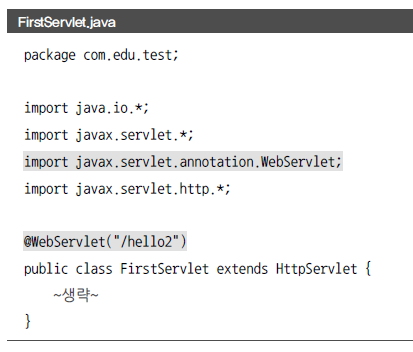 FirstServlet.java
package com.edu.test;
import java.io.*;
import javax.servlet.*;
import javax.servlet.annotation.WebServlet;
import javax.servlet.http.*;
@WebServlet("/hello2")
public class FirstServlet extends HttpServlet {
~생략~
}